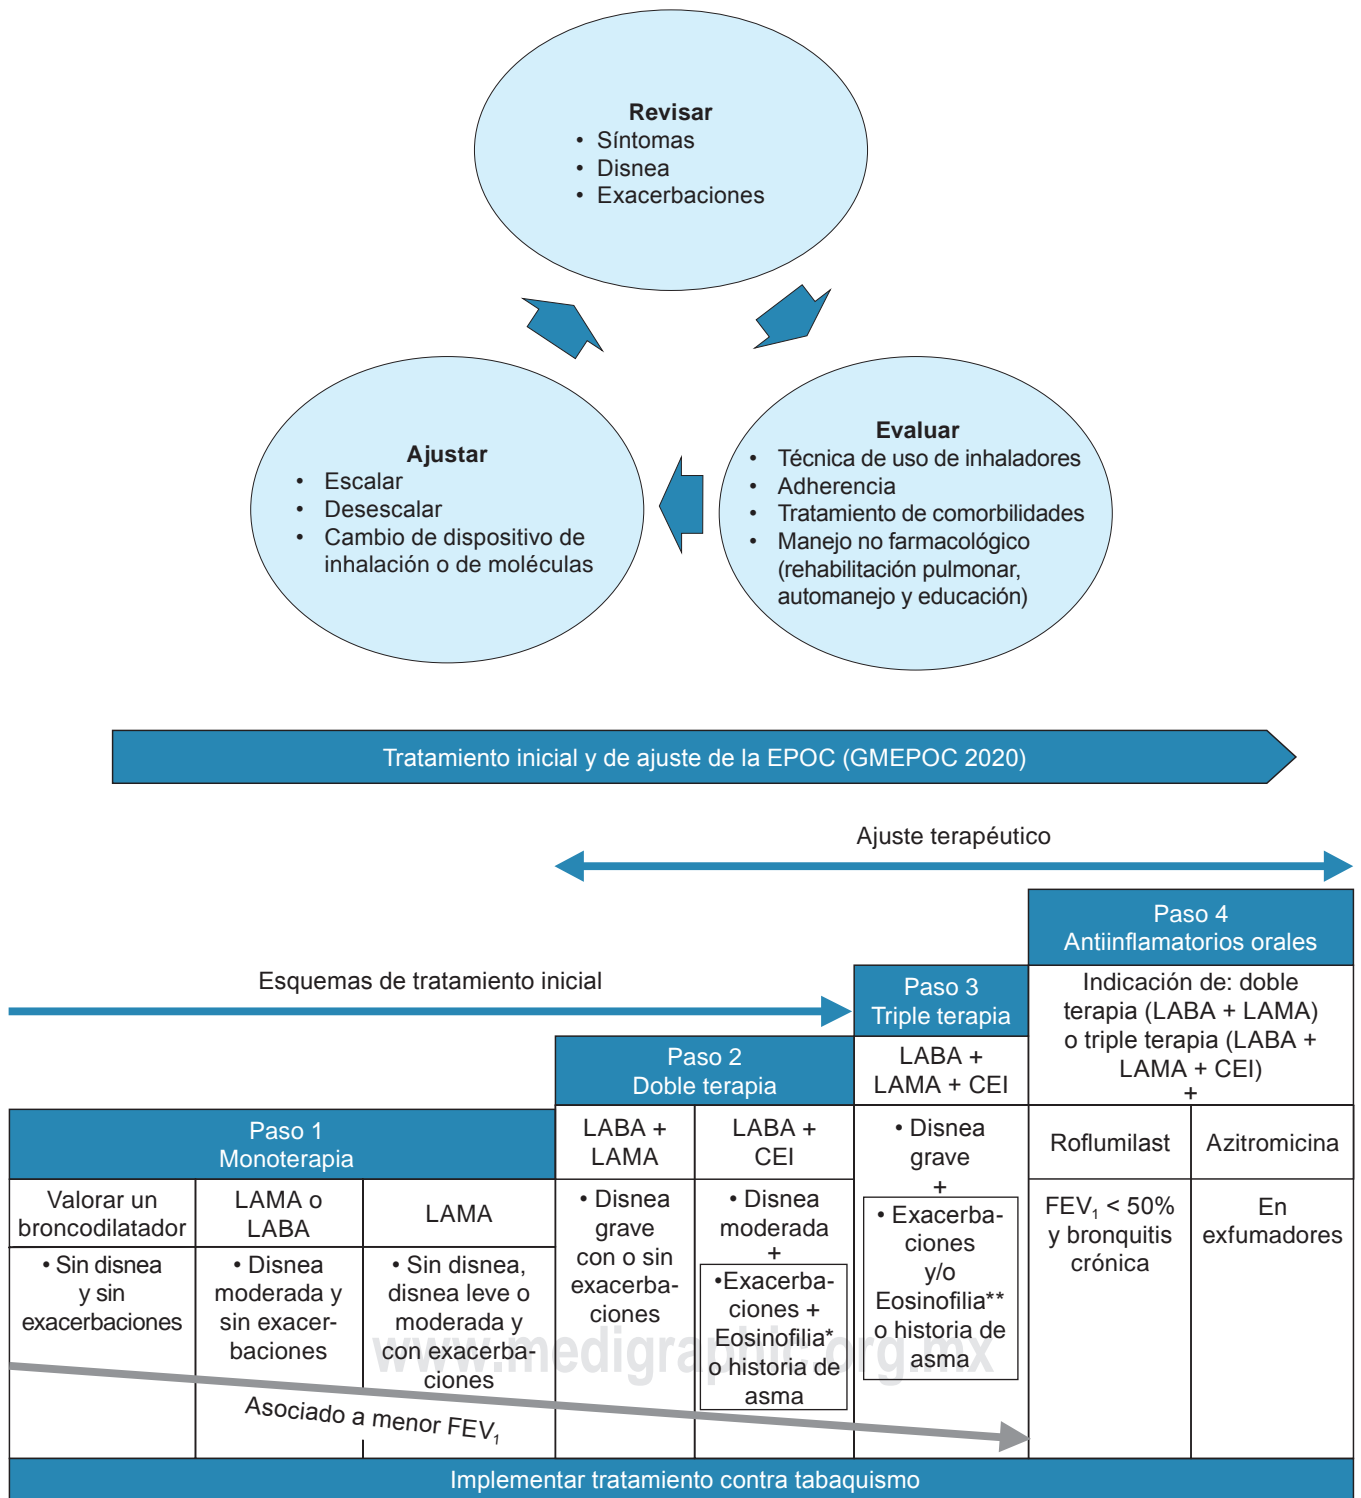 Revisar
• Síntomas
• Disnea
• Exacerbaciones
Ajustar
• Escalar
• Desescalar
• Cambio de dispositivo de
inhalación o de moléculas
Evaluar
• Técnica de uso de inhaladores
• Adherencia
• Tratamiento de comorbilidades
• Manejo no farmacológico
(rehabilitación pulmonar,
automanejo y educación)
Tratamiento inicial y de ajuste de la EPOC (GMEPOC 2020)
Ajuste terapéutico
Esquemas de tratamiento inicial
Paso 1
Monoterapia
Valorar un
broncodilatador
• Sin disnea
y sin
exacerbaciones
LAMA o
LABA
• Disnea
moderada y
sin exacer-
baciones
LAMA
• Sin disnea,
disnea leve o
moderada y
con exacerba-
ciones
Paso 2
Doble terapia
LABA +
LAMA
• Disnea
grave
con o sin
exacerba-
ciones
LABA +
CEI
• Disnea
moderada
+
•Exacerba-
ciones +
Eosinofilia*
o historia de
asma
Paso 3
Triple terapia
LABA +
LAMA + CEI
• Disnea
grave
+
• Exacerba-
ciones
y/o
Eosinofilia**
o historia de
asma
Paso 4
Antiinflamatorios orales
Indicación de: doble
terapia (LABA + LAMA)
o triple terapia (LABA +
LAMA + CEI)
+
Roflumilast
FEV₁ < 50%
y bronquitis
crónica
Azitromicina
En
exfumadores
www.medigraphic.org.mx
Asociado a menor FEV₁
Implementar tratamiento contra tabaquismo